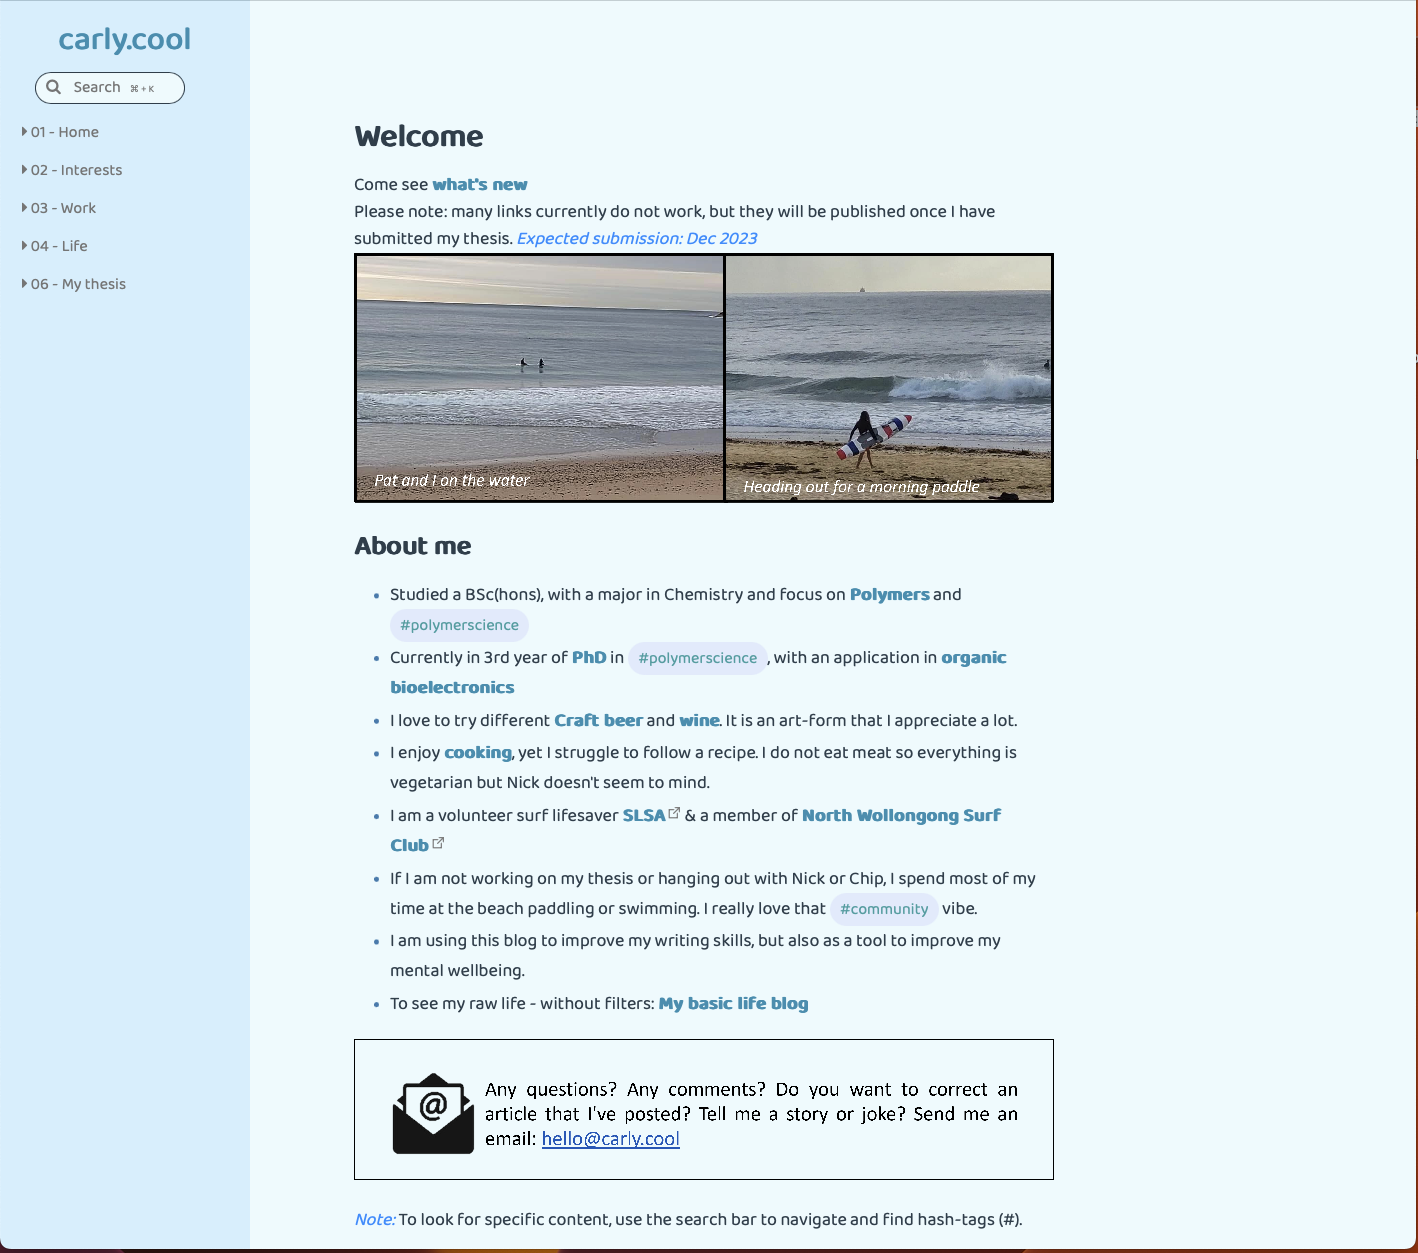 carly.cool
Search ⌘ + K
01 - Home
02 - Interests
03 - Work
04 - Life
06 - My thesis
Welcome
Come see what's new
Please note: many links currently do not work, but they will be published once I have
submitted my thesis. Expected submission: Dec 2023
Pat and I on the water
Heading out for a morning paddle
About me
Studied a BSc(hons), with a major in Chemistry and focus on Polymers and
#polymerscience
Currently in 3rd year of PhD in #polymerscience, with an application in organic
bioelectronics
I love to try different Craft beer and wine. It is an art-form that I appreciate a lot.
I enjoy cooking, yet I struggle to follow a recipe. I do not eat meat so everything is
vegetarian but Nick doesn't seem to mind.
I am a volunteer surf lifesaver SLSA & a member of North Wollongong Surf
Club
If I am not working on my thesis or hanging out with Nick or Chip, I spend most of my
time at the beach paddling or swimming. I really love that #community vibe.
I am using this blog to improve my writing skills, but also as a tool to improve my
mental wellbeing.
To see my raw life - without filters: My basic life blog
Any questions? Any comments? Do you want to correct an
article that I've posted? Tell me a story or joke? Send me an
email: hello@carly.cool
Note: To look for specific content, use the search bar to navigate and find hash-tags (#).